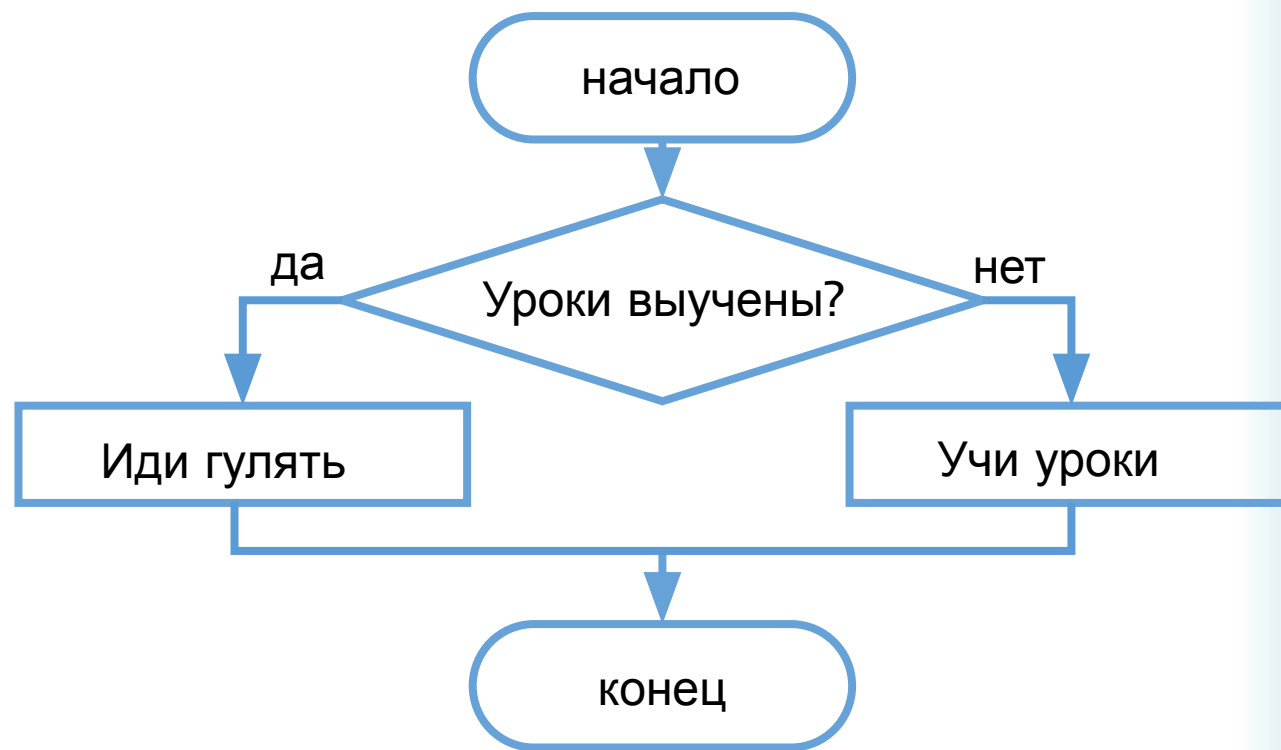 начало
да
нет
Уроки выучены?
Иди гулять
Учи уроки
конец